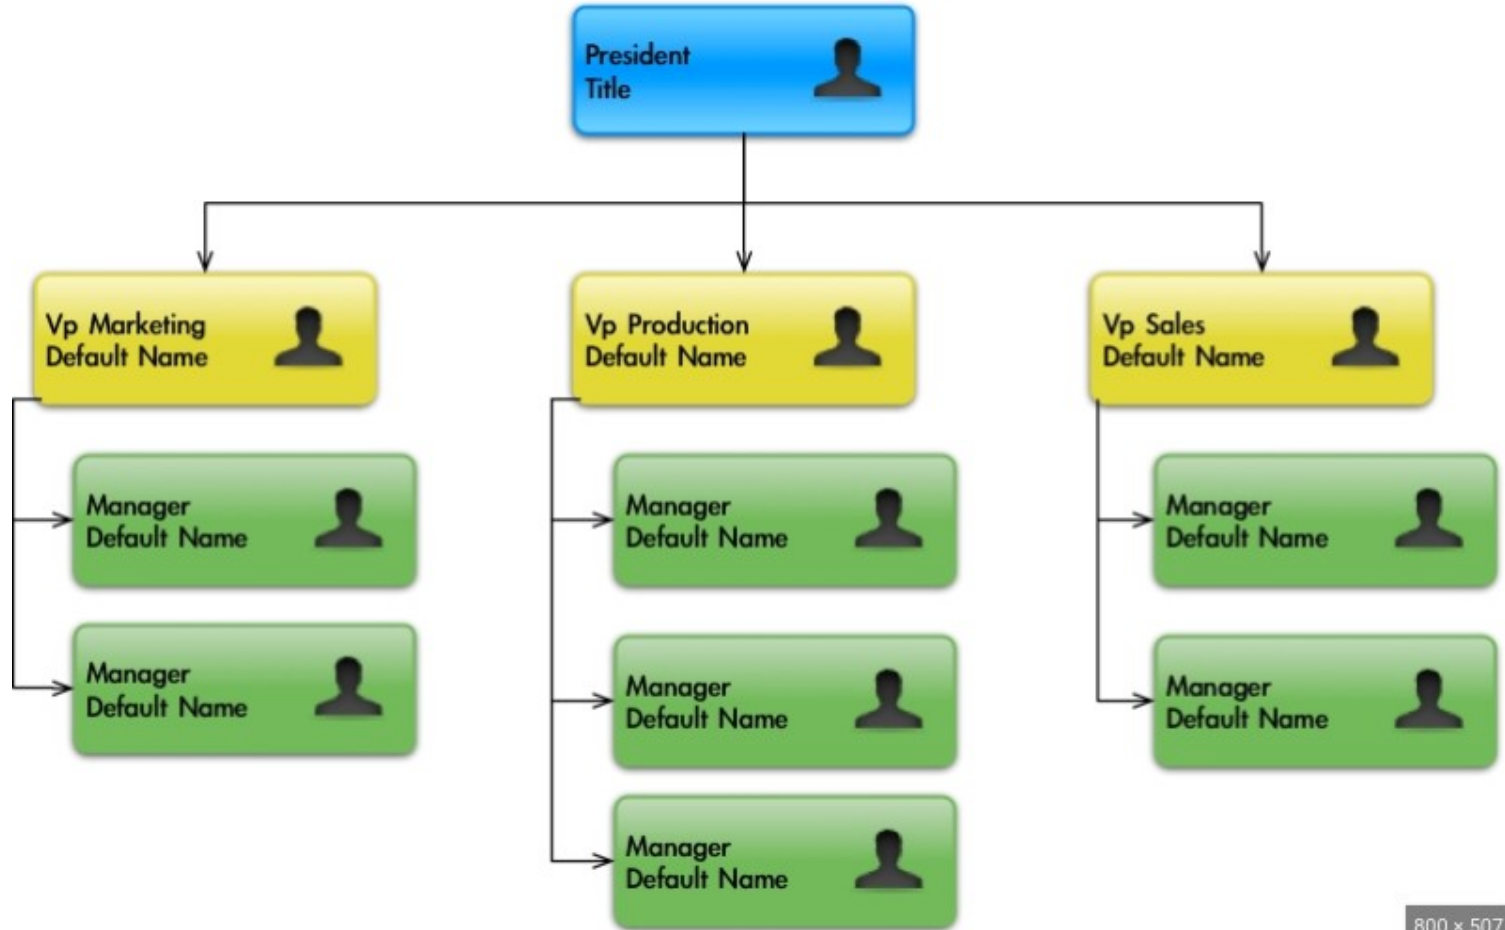 President
Title
Vp Marketing
Default Name
Vp Production
Default Name
Vp Sales
Default Name
Manager
Default Name
Manager
Default Name
Manager
Default Name
Manager
Default Name
Manager
Default Name
Manager
Default Name
Manager
Default Name
800 × 507